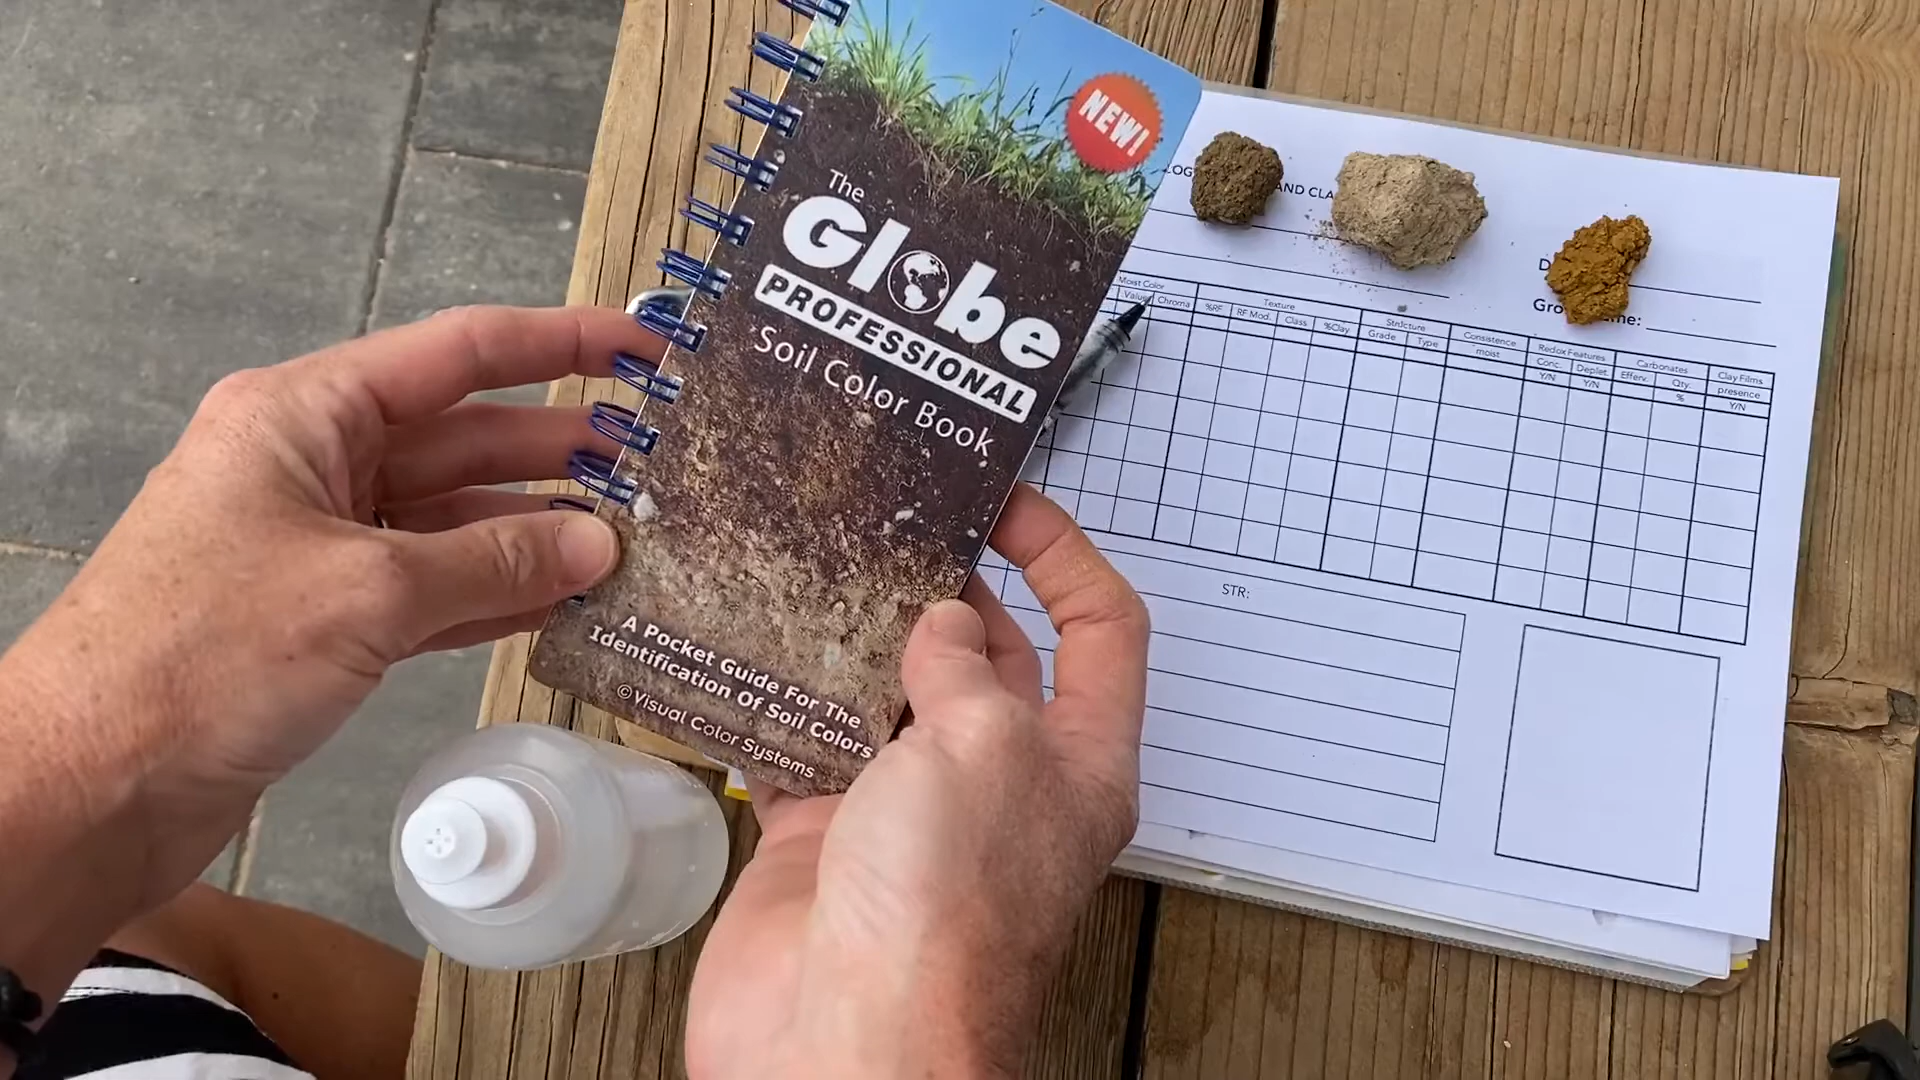 NEW!
The
Globe
PROFESSIONAL
Soil Color Book
A Pocket Guide For The
Identification Of Soil Colors
©Visual Color Systems
AND CLA
Moist Color
Value Chroma
Texture
%RF RF Mod. Class %Clay
Structure
Grade Type
Consistence
moist
Redox Features
Conc. Deplet.
Y/N Y/N
Carbonates
Efferv. Qty.
%
Clay Films
presence
Y/N
STR: